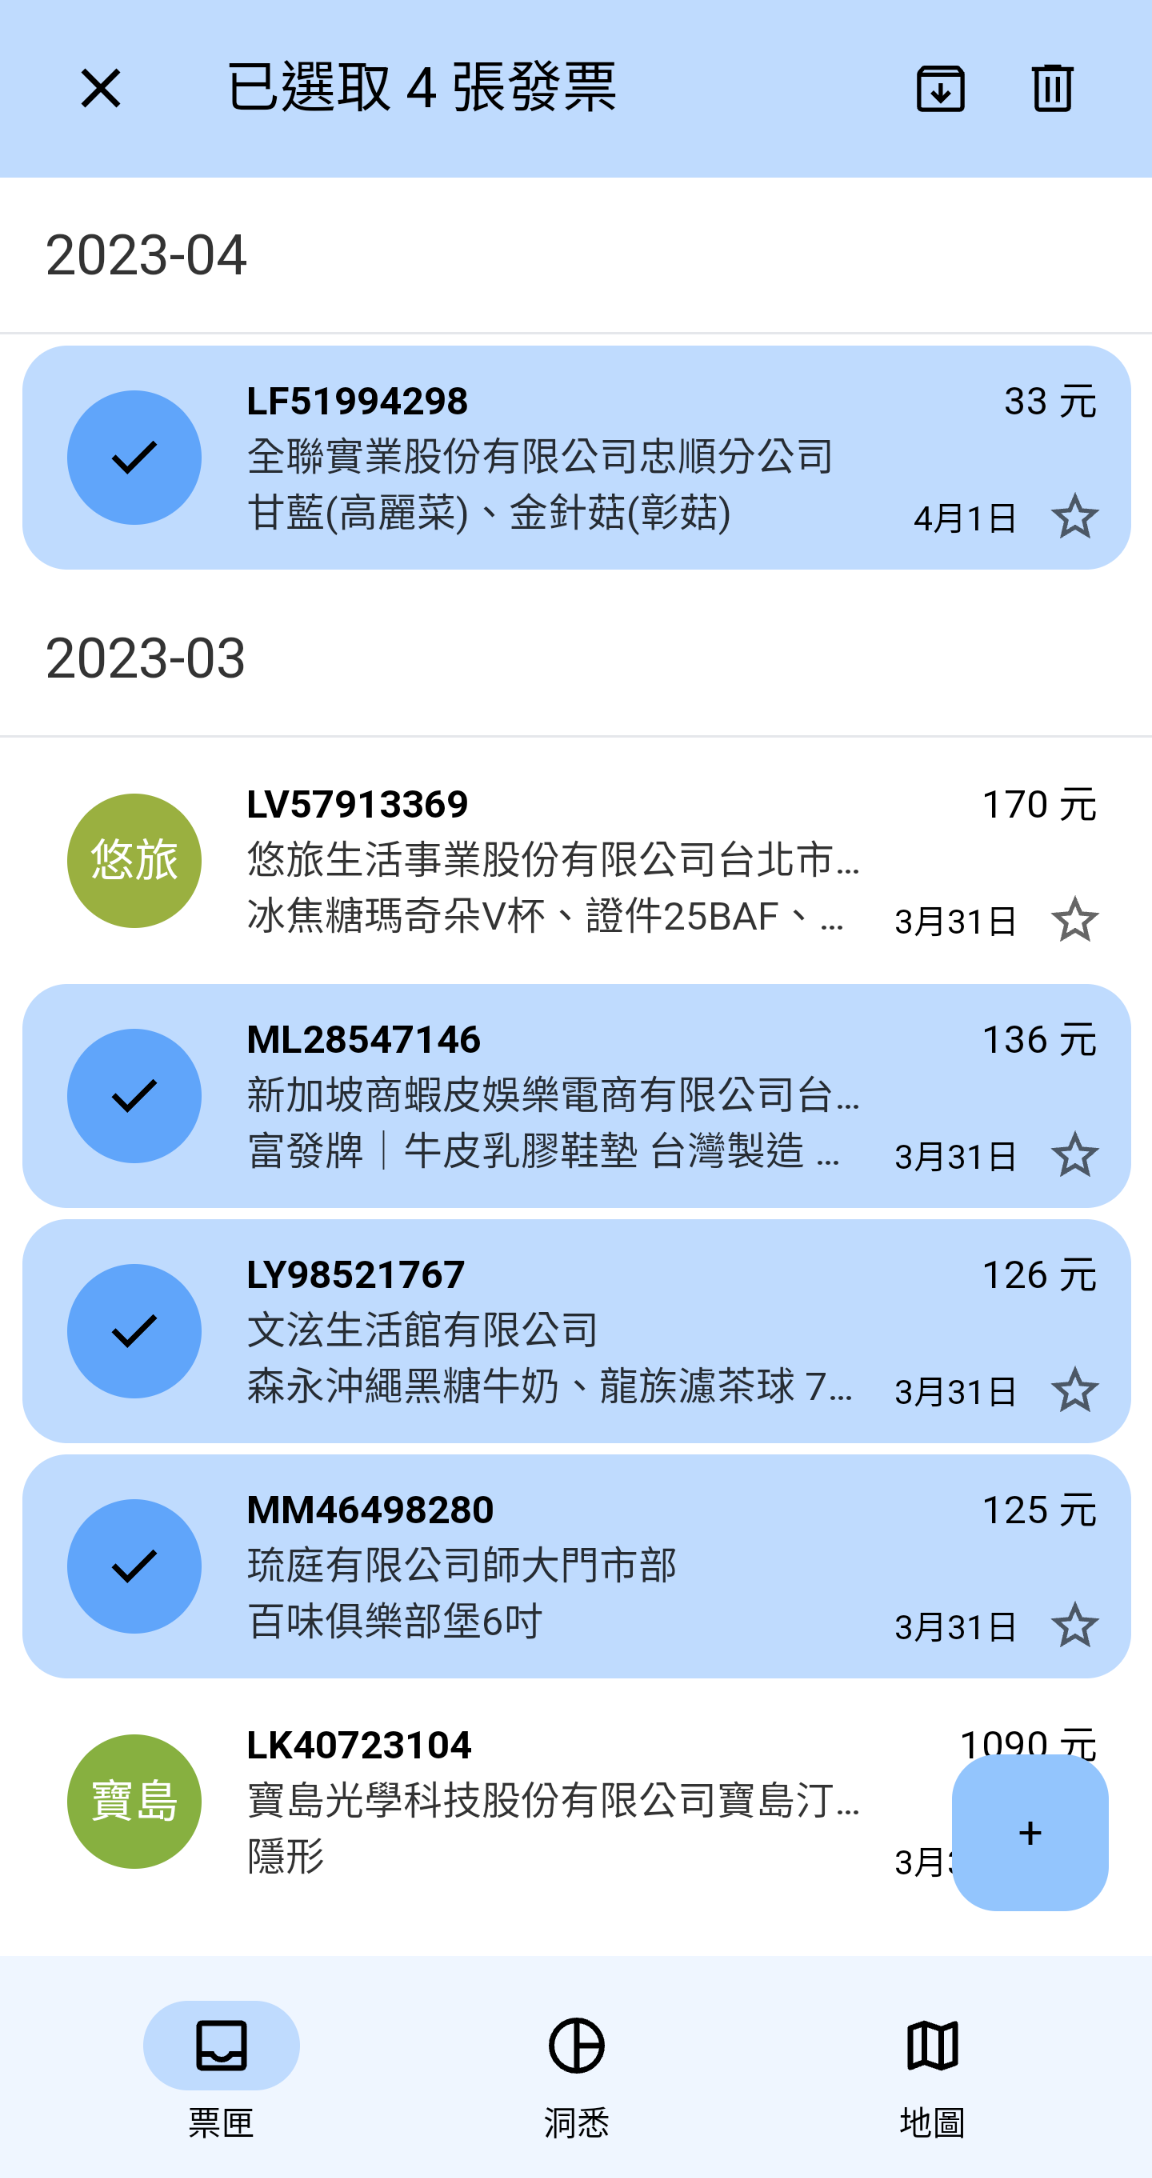 已選取 4 張發票
2023-04
LF51994298
33 元
全聯實業股份有限公司忠順分公司
甘藍(高麗菜)、金針菇(彰菇)
4月1日
2023-03
悠旅
LV57913369
170 元
悠旅生活事業股份有限公司台北市...
冰焦糖瑪奇朵V杯、證件25BAF、...
3月31日
ML28547146
136 元
新加坡商蝦皮娛樂電商有限公司台...
富發牌｜牛皮乳膠鞋墊 台灣製造 ...
3月31日
LY98521767
126 元
文泫生活館有限公司
森永沖繩黑糖牛奶、龍族濾茶球 7...
3月31日
MM46498280
125 元
琉庭有限公司師大門市部
百味俱樂部堡6吋
3月31日
寶島
LK40723104
1090 元
寶島光學科技股份有限公司寶島汀...
隱形
3月
+
票匣
洞悉
地圖